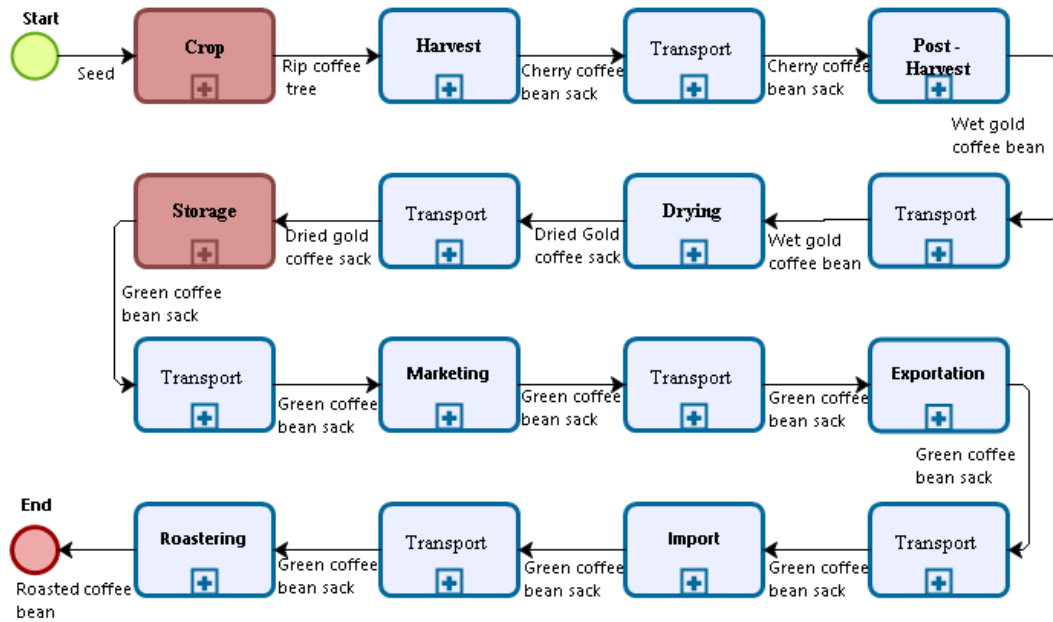 Start
Crop
Harvest
Transport
Post -
Harvest
Seed
Rip coffee
tree
Cherry coffee
bean sack
Cherry coffee
bean sack
Wet gold
coffee bean
Storage
Transport
Drying
Transport
Dried gold
coffee sack
Dried Gold
coffee sack
Wet gold
coffee bean
Green coffee
bean sack
Transport
Marketing
Transport
Exportation
Green coffee
bean sack
Green coffee
bean sack
Green coffee
bean sack
Green coffee
bean sack
End
Roastering
Transport
Import
Transport
Roasted coffee
bean
Green coffee
bean sack
Green coffee
bean sack
Green coffee
bean sack